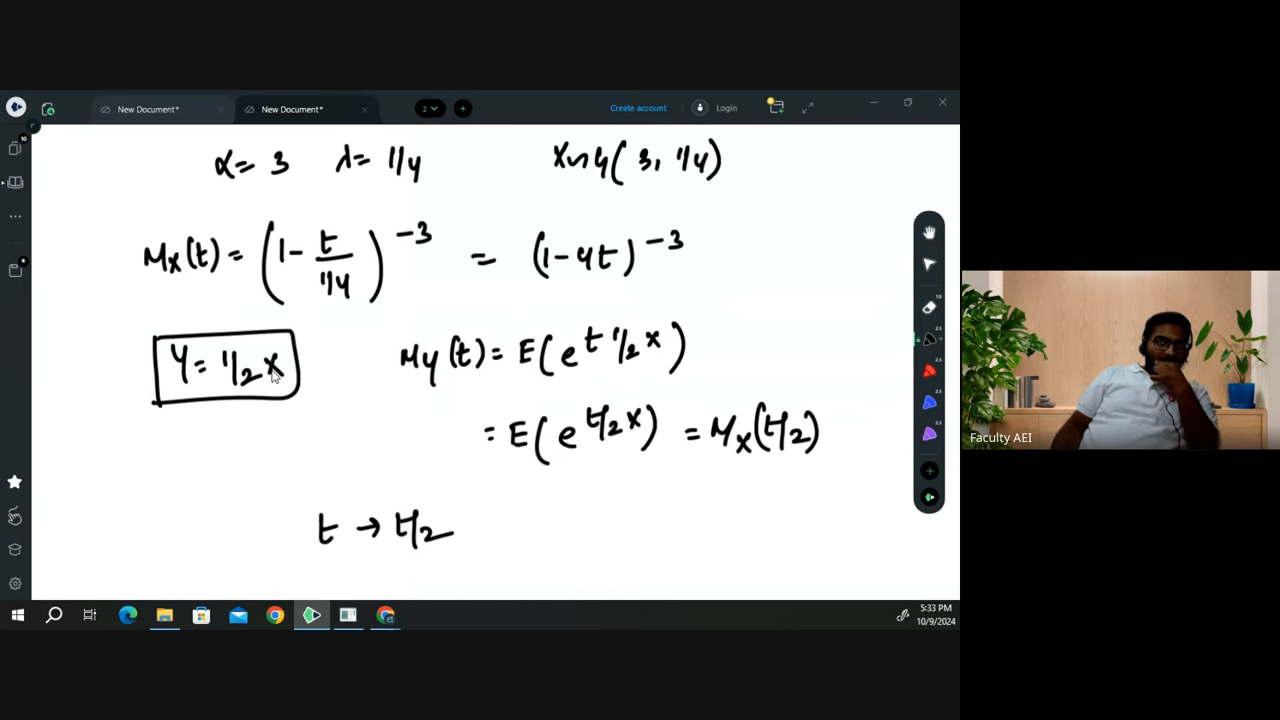 New Document* New Document* 2 Create account Login
α = 3 λ = 1/4 X ~ G(3, 1/4)
Mx(t) = (1 - t/1/4)^-3 = (1 - 4t)^-3
Y = 1/2 X My(t) = E(e^t 1/2 x)
= E(e^t/2 x) = Mx(t/2)
t → t/2
Faculty AEI
5:33 PM
10/9/2024